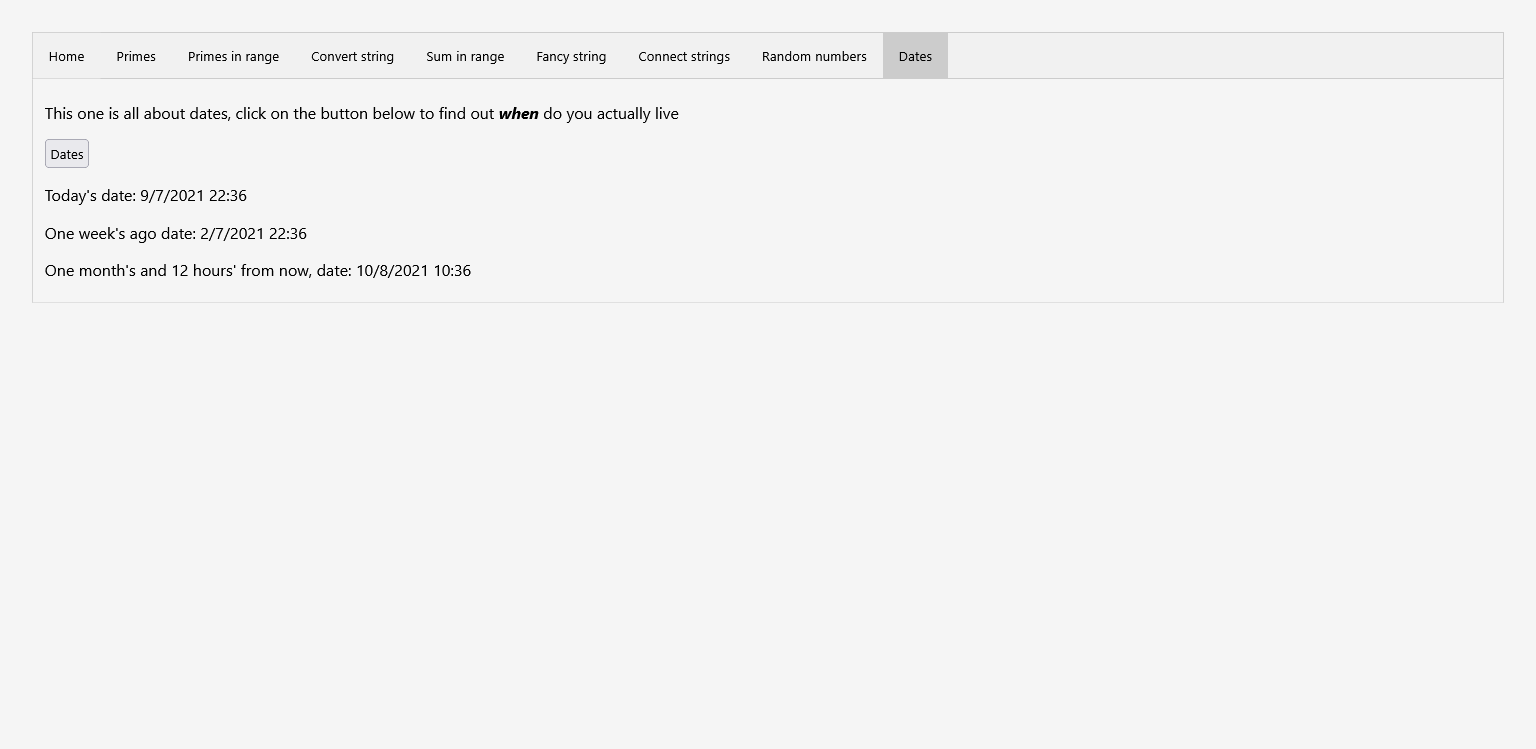 Home Primes Primes in range Convert string Sum in range Fancy string Connect strings Random numbers Dates
This one is all about dates, click on the button below to find out when do you actually live
Dates
Today's date: 9/7/2021 22:36
One week's ago date: 2/7/2021 22:36
One month's and 12 hours' from now, date: 10/8/2021 10:36